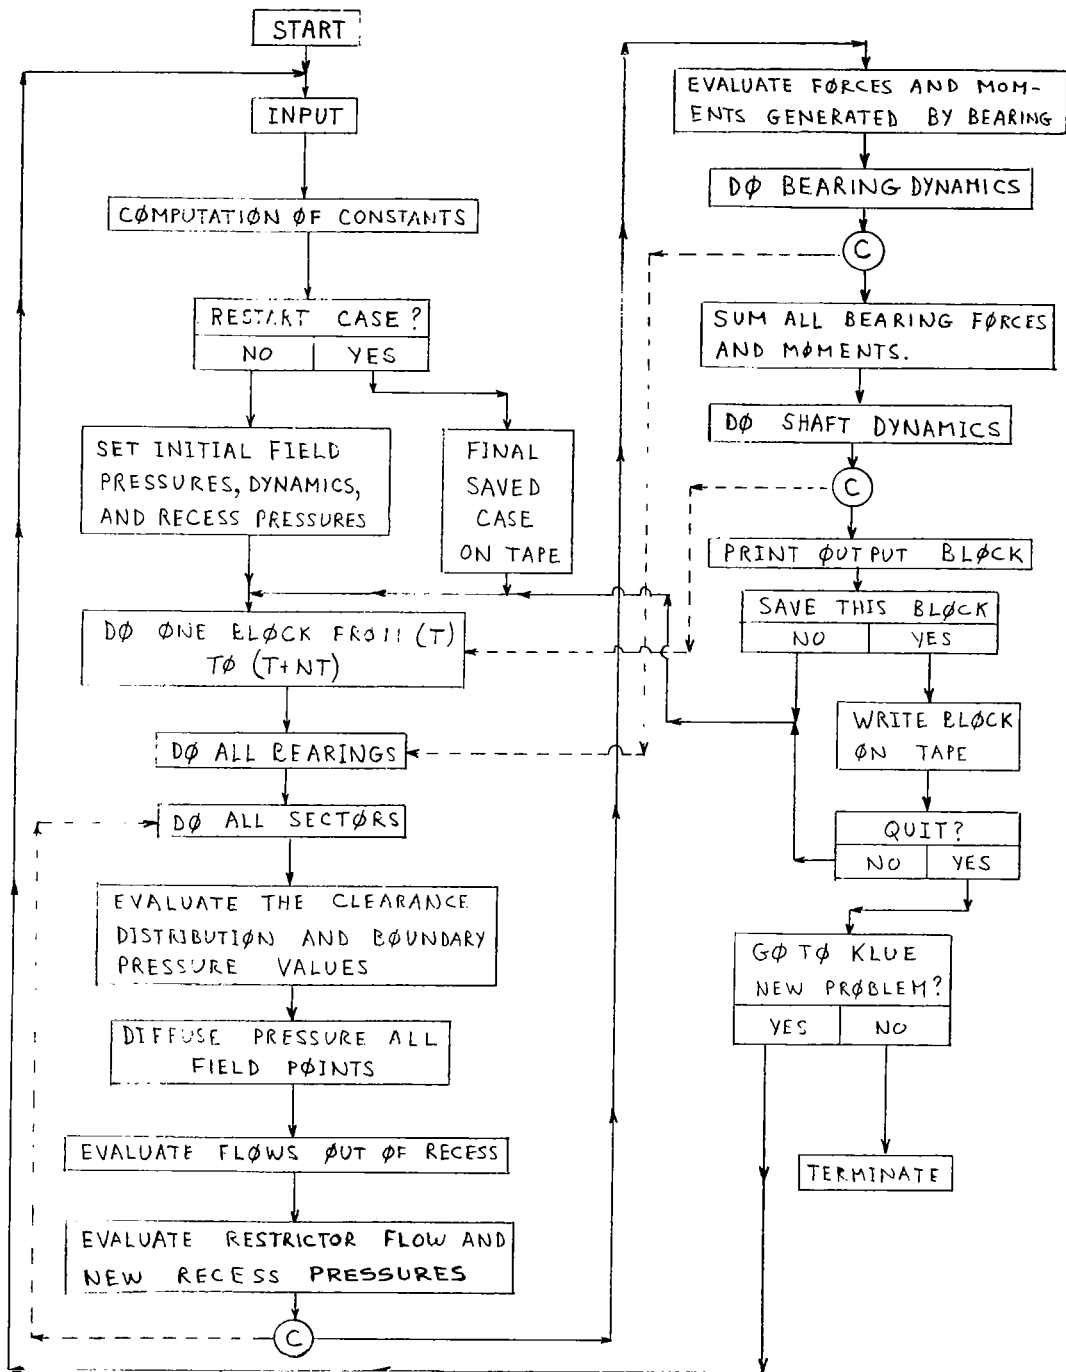 START
INPUT
CØMPUTATIØN ØF CONSTANTS
RESTART CASE?
NO YES
SET INITIAL FIELD
PRESSURES, DYNAMICS,
AND RECESS PRESSURES
FINAL
SAVED
CASE
ON TAPE
DØ ØNE BLØCK FROM (T)
TØ (T+NT)
DØ ALL BEARINGS
DØ ALL SECTØRS
EVALUATE THE CLEARANCE
DISTRIBUTIØN AND BØUNDARY
PRESSURE VALUES
DIFFUSE PRESSURE ALL
FIELD PØINTS
EVALUATE FLØWS ØUT ØF RECESS
EVALUATE RESTRICTØR FLØW AND
NEW RECESS PRESSURES
C
EVALUATE FØRCES AND MOM-
ENTS GENERATED BY BEARING
DØ BEARING DYNAMICS
C
SUM ALL BEARING FØRCES
AND MØMENTS.
DØ SHAFT DYNAMICS
C
PRINT ØUTPUT BLØCK
SAVE THIS BLØCK
NO YES
WRITE BLØCK
ØN TAPE
QUIT?
NO YES
GØ TØ KLUE
NEW PRØBLEM?
YES NO
TERMINATE